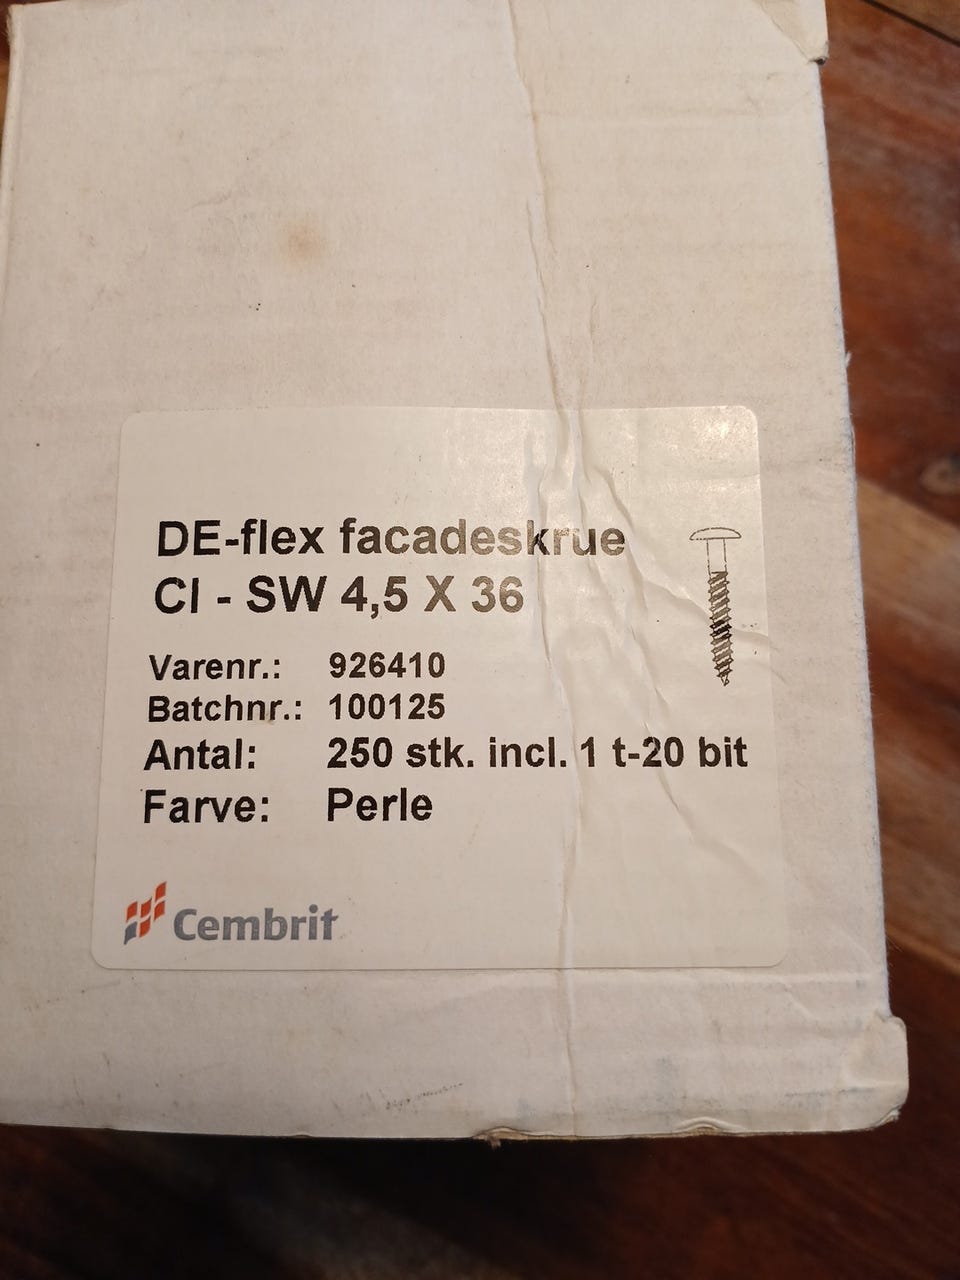 DE-flex facadeskrue
CI - SW 4,5 X 36
Varenr.: 926410
Batchnr.: 100125
Antal: 250 stk. incl. 1 t-20 bit
Farve: Perle
Cembrit